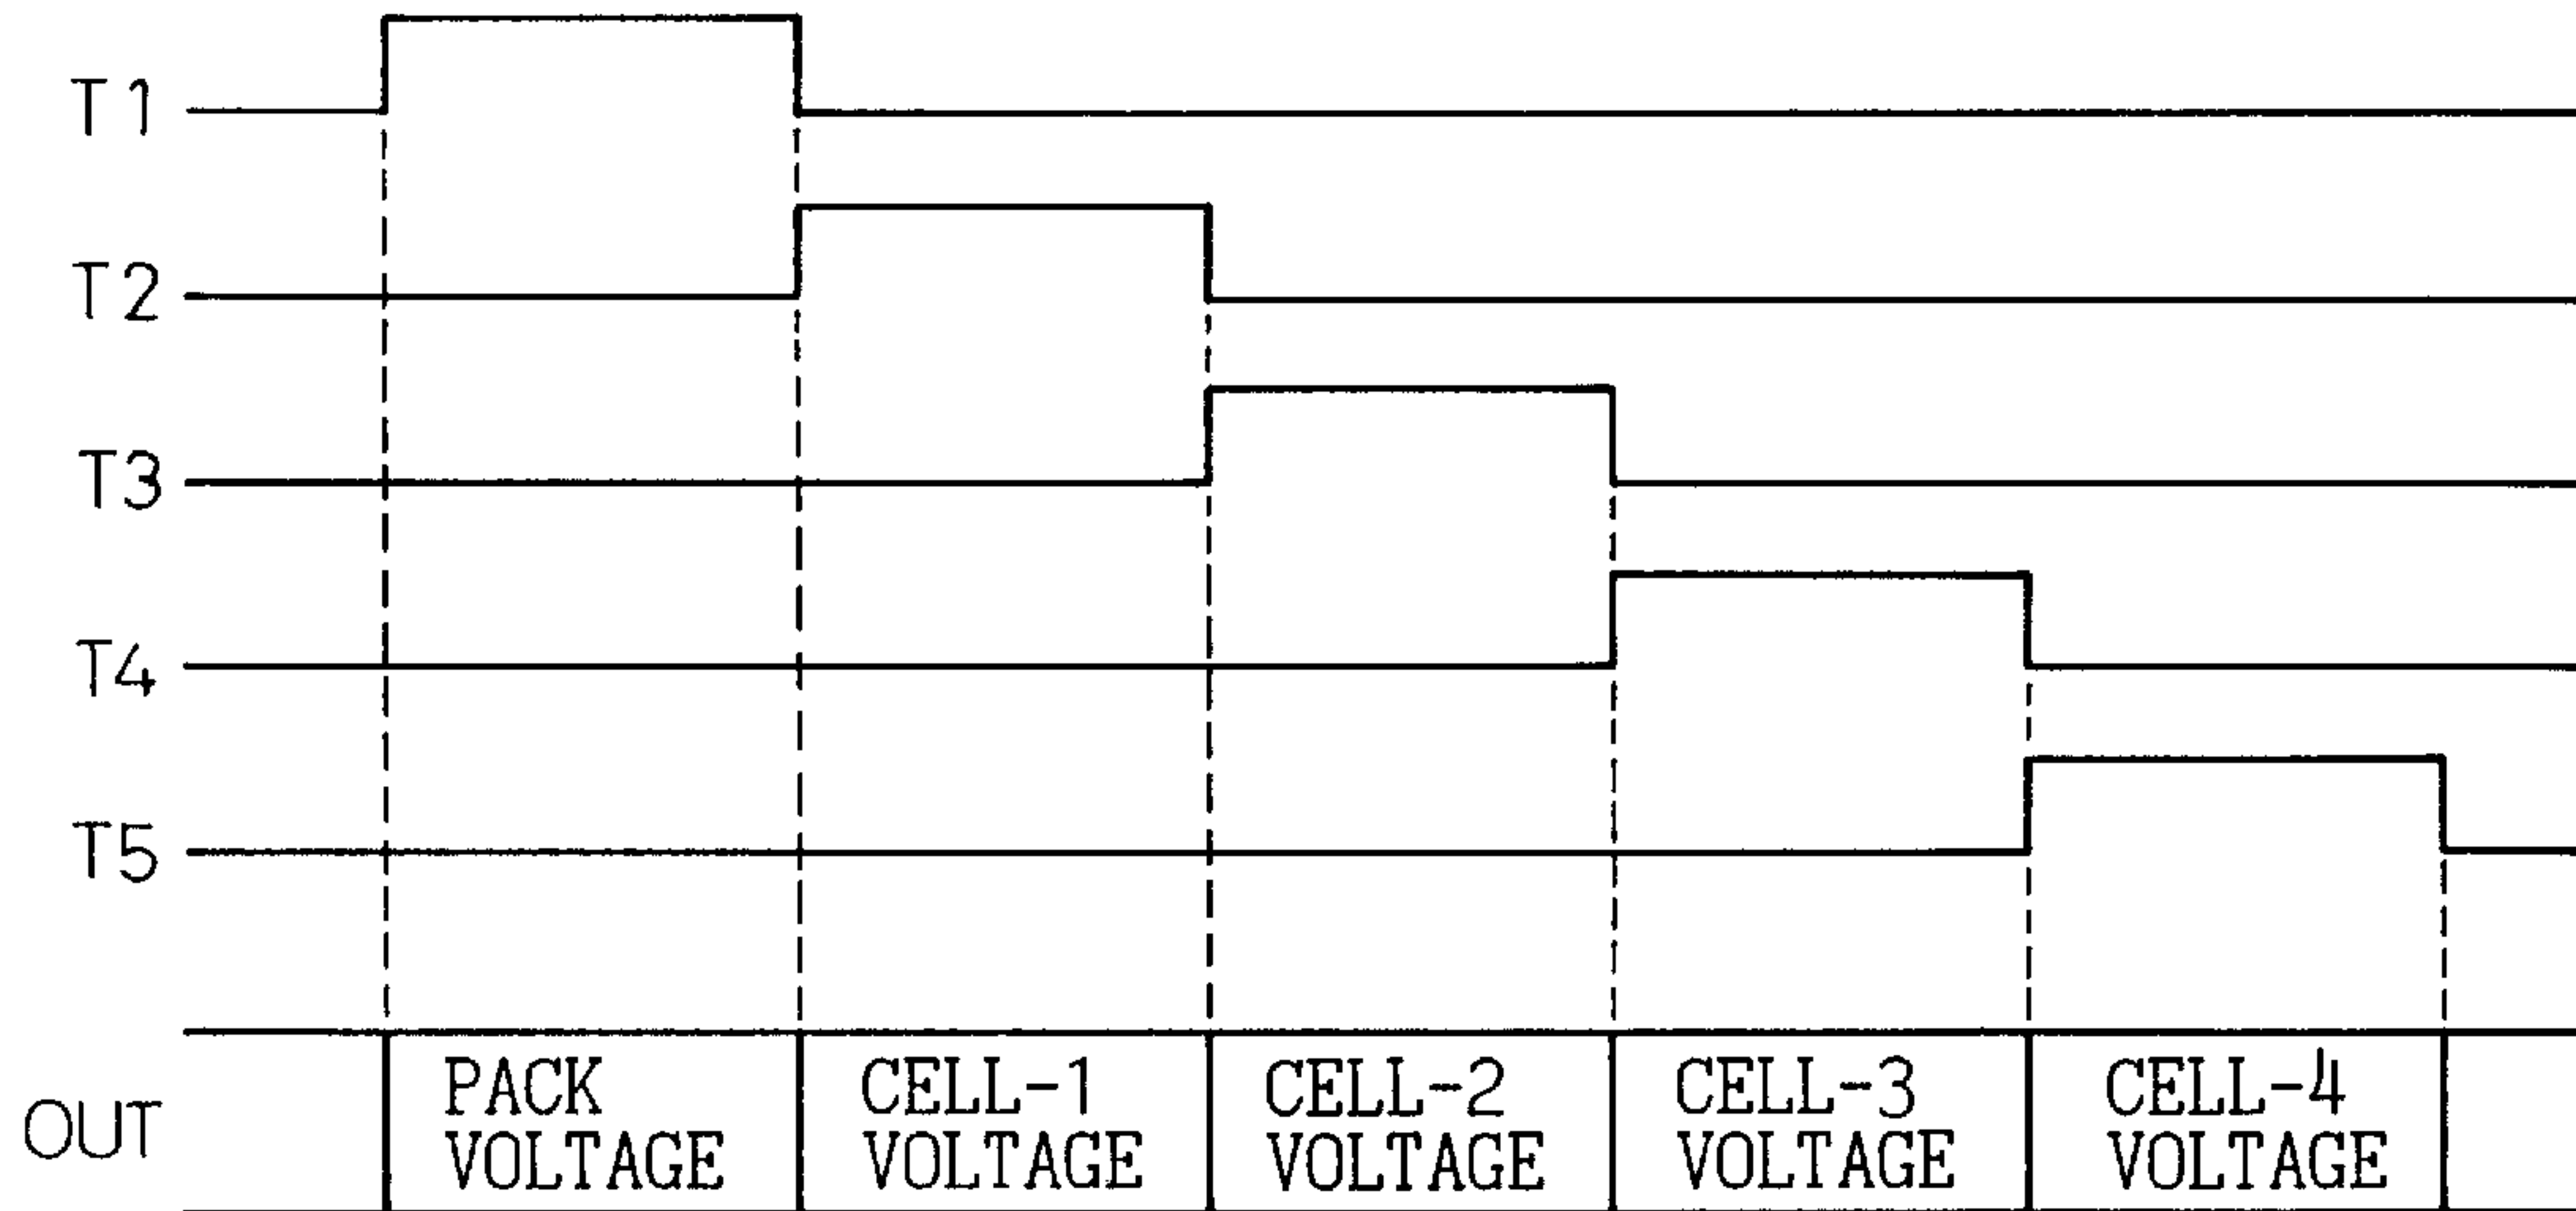 T1
T2
T3
T4
T5
OUT
PACK
VOLTAGE
CELL-1
VOLTAGE
CELL-2
VOLTAGE
CELL-3
VOLTAGE
CELL-4
VOLTAGE